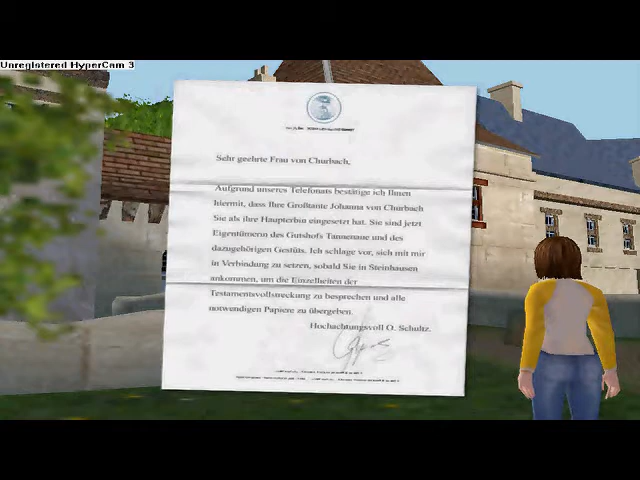 Unregistered HyperCam 3
Sehr geehrte Frau von Churbach,
Aufgrund unseres Telefonats bestätige ich Ihnen
hiermit, dass Ihre Großtante Johanna von Churbach
Sie als ihre Haupterbin eingesetzt hat. Sie sind jetzt
Eigentümerin des Gutshofs Tannenaue und des
dazugehörigen Gestüts. Ich schlage vor, sich mit mir
in Verbindung zu setzen, sobald Sie in Steinhausen
ankommen, um die Einzelheiten der
Testamentsvollsreckung zu besprechen und alle
notwendigen Papiere zu übergeben.
Hochachtungsvoll O. Schultz.